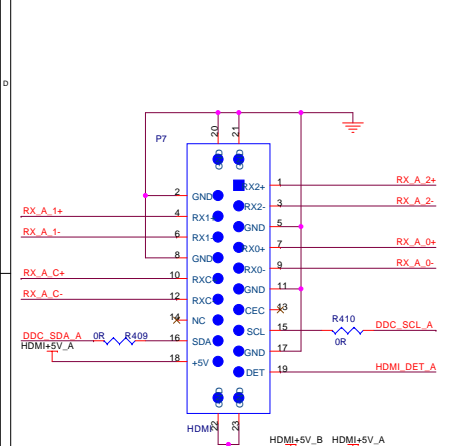 D
P7
20
21
2
GND
RX2+
1
RX_A_2+
RX2-
3
RX_A_2-
RX_A_1+
4
RX1+
GND
5
RX_A_1-
6
RX1-
RX0+
7
RX_A_0+
8
GND
RX0-
9
RX_A_0-
RX_A_C+
10
RXC
GND
11
RX_A_C-
12
RXC
CEC
13
14
NC
SCL
15
R410
0R
DDC_SCL_A
DDC_SDA_A
0R
R409
16
SDA
GND
17
HDMI+5V_A
18
+5V
DET
19
HDMI_DET_A
22
23
HDMI
HDMI+5V_B
HDMI+5V_A